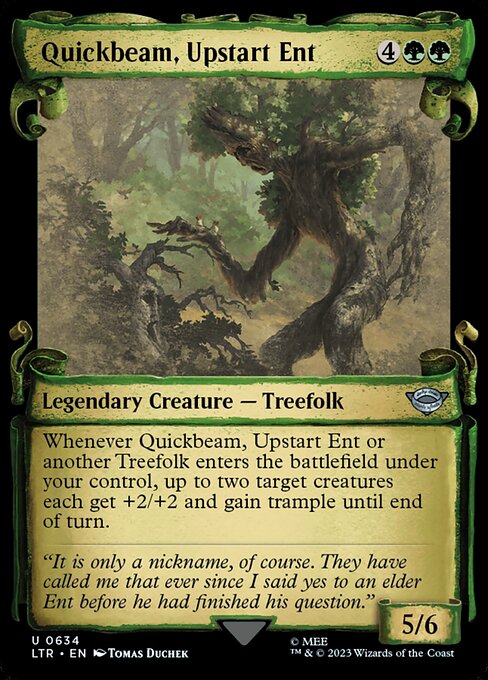 Quickbeam, Upstart Ent 4
Legendary Creature — Treefolk
Whenever Quickbeam, Upstart Ent or
another Treefolk enters the battlefield under
your control, up to two target creatures
each get +2/+2 and gain trample until end
of turn.
“It is only a nickname, of course. They have
called me that ever since I said yes to an elder
Ent before he had finished his question.”
5/6
U 0634
LTR • EN Tomas Duchek
© MEE
™ & © 2023 Wizards of the Coast